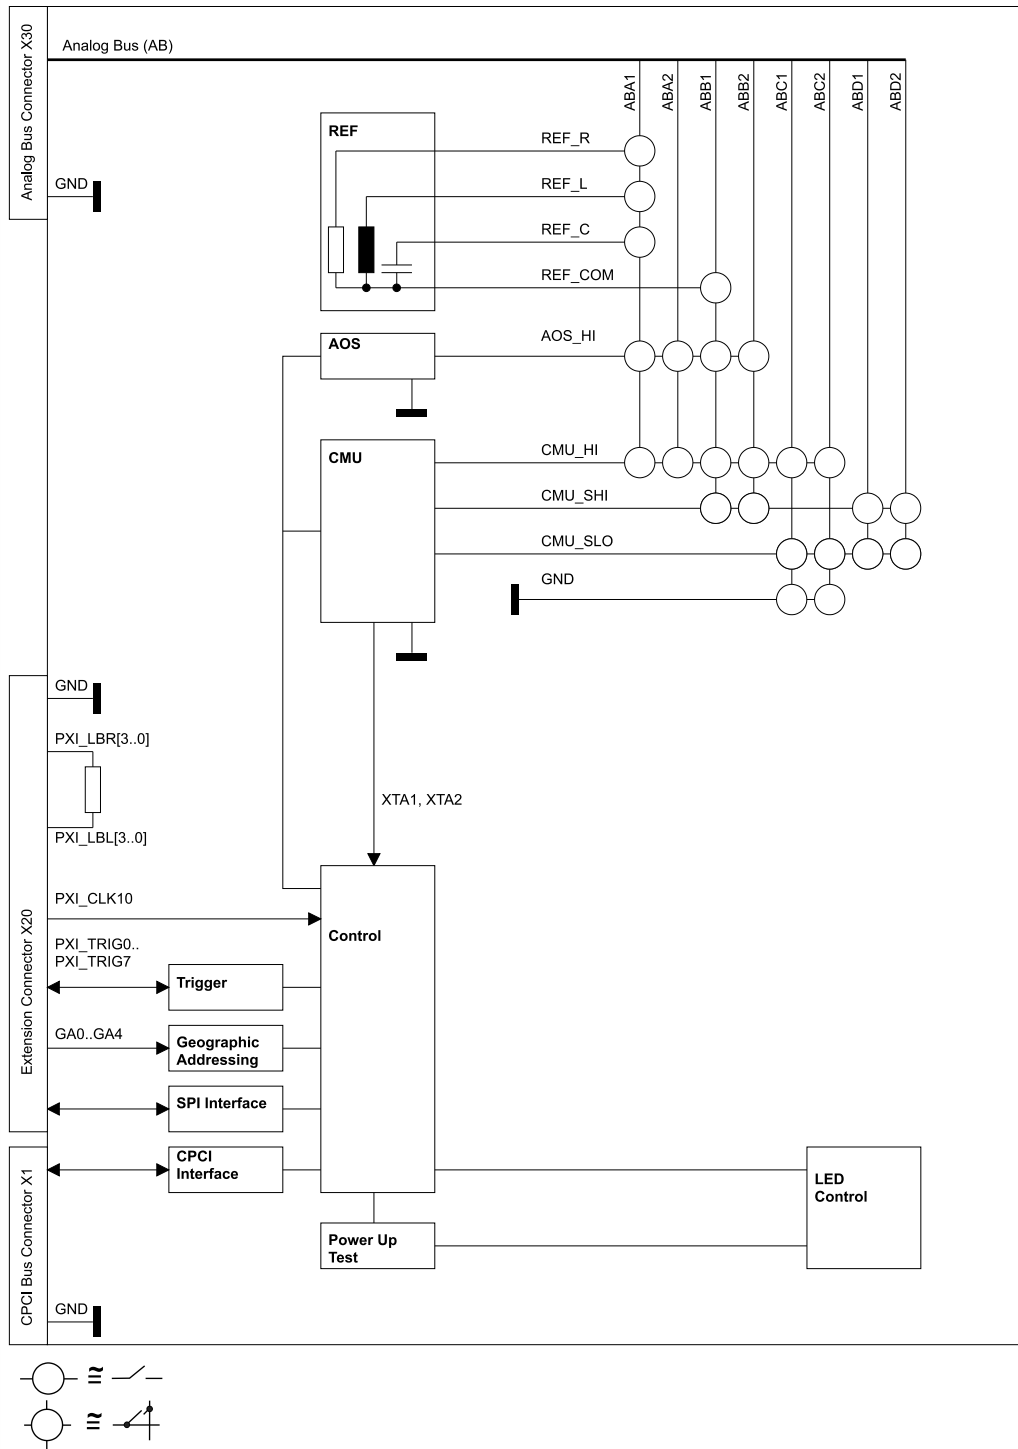 Analog Bus Connector X30
Analog Bus (AB)
ABA1
ABA2
ABB1
ABB2
ABC1
ABC2
ABD1
ABD2
GND
REF
REF_R
REF_L
REF_C
REF_COM
AOS
AOS_HI
CMU
CMU_HI
CMU_SHI
CMU_SLO
GND
Extension Connector X20
GND
PXI_LBR[3..0]
PXI_LBL[3..0]
XTA1, XTA2
PXI_CLK10
Control
PXI_TRIG0..
PXI_TRIG7
Trigger
GA0..GA4
Geographic
Addressing
SPI Interface
CPCI Bus Connector X1
CPCI
Interface
LED
Control
Power Up
Test
GND
≅
≅